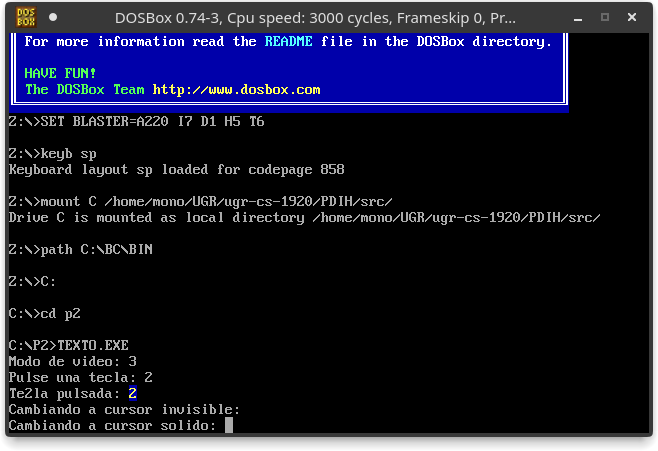 DOSBox 0.74-3, Cpu speed: 3000 cycles, Frameskip 0, Pr...
For more information read the README file in the DOSBox directory.
HAVE FUN!
The DOSBox Team http://www.dosbox.com
Z:\>SET BLASTER=A220 I7 D1 H5 T6
Z:\>keyb sp
Keyboard layout sp loaded for codepage 858
Z:\>mount C /home/mono/UGR/ugr-cs-1920/PDIH/src/
Drive C is mounted as local directory /home/mono/UGR/ugr-cs-1920/PDIH/src/
Z:\>path C:\BC\BIN
Z:\>C:
C:\>cd p2
C:\P2>TEXTO.EXE
Modo de video: 3
Pulse una tecla: 2
Te2la pulsada: 2
Cambiando a cursor invisible:
Cambiando a cursor solido: